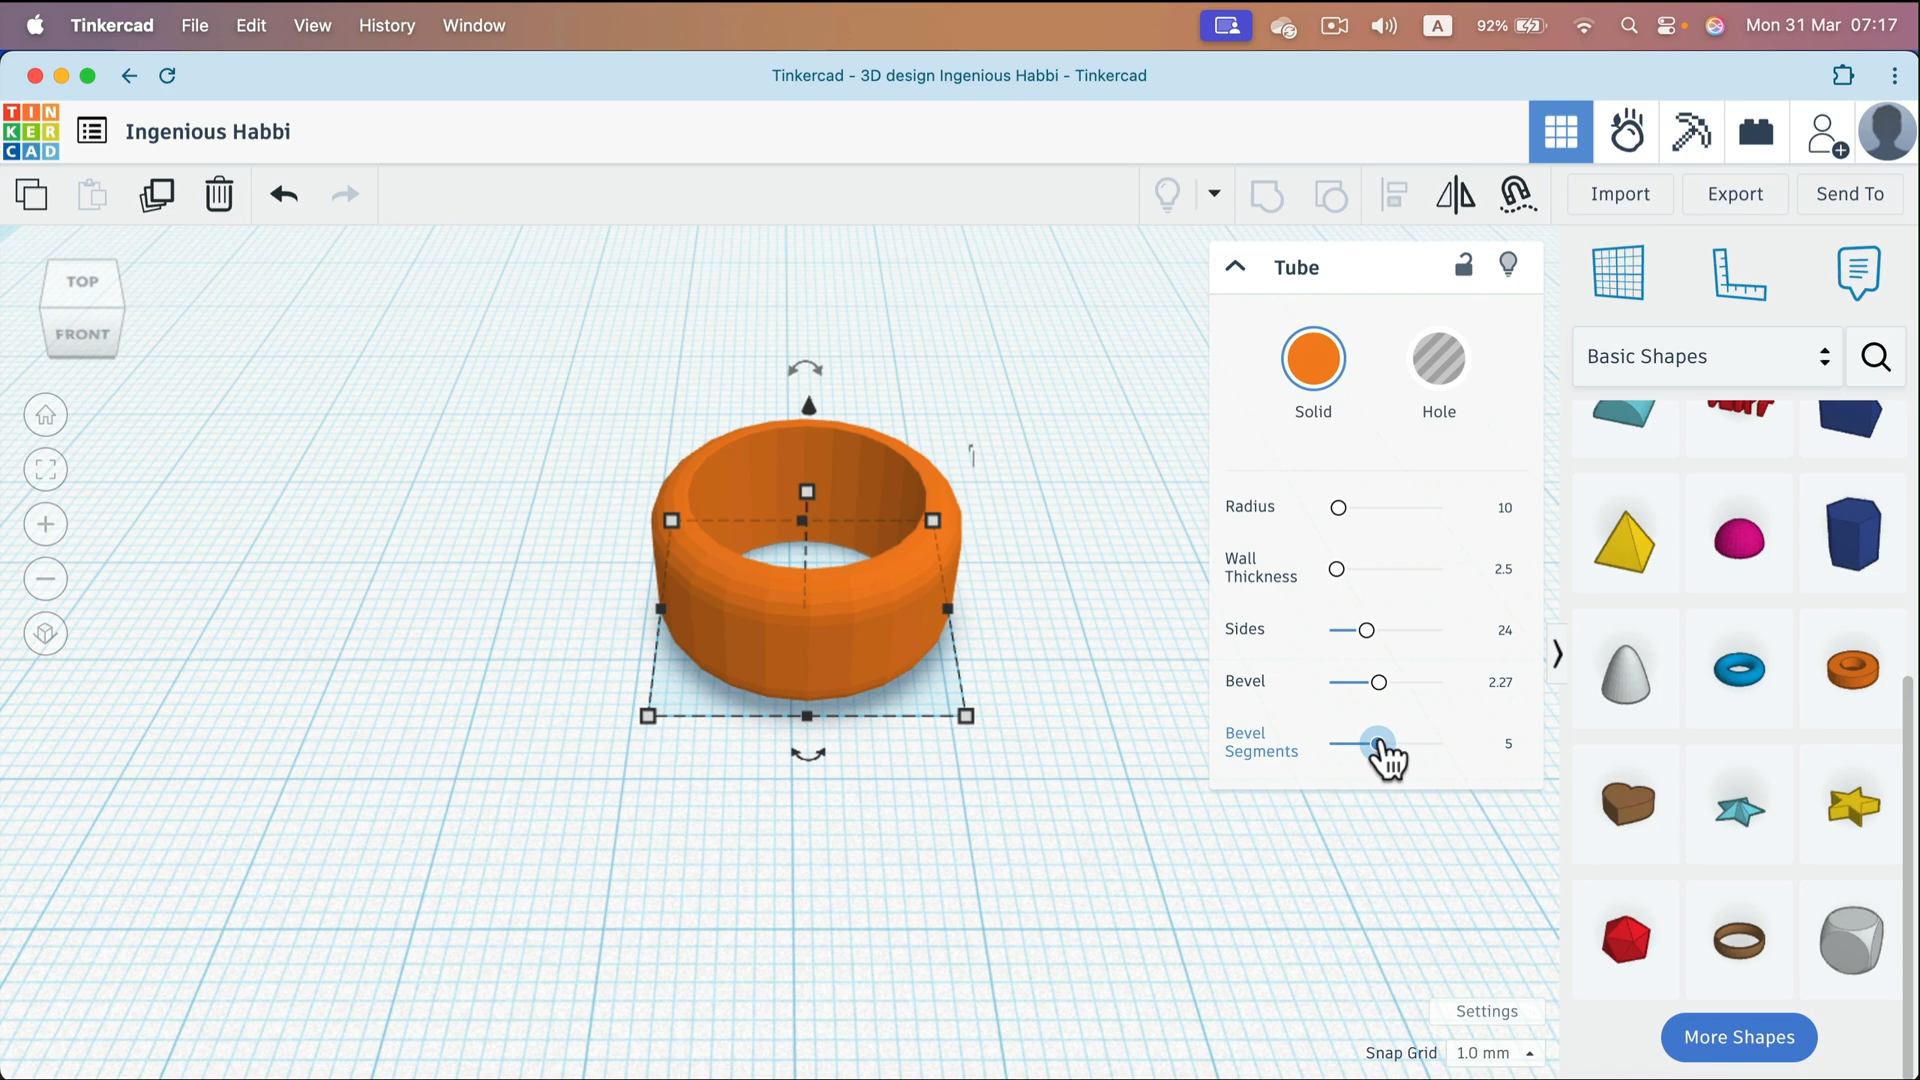 Tinkercad File Edit View History Window A 92% Mon 31 Mar 07:17
Tinkercad - 3D design Ingenious Habbi - Tinkercad
TIN
KER
CAD
Ingenious Habbi
Import Export Send To
TOP
FRONT
Tube
Solid Hole
Radius 10
Wall
Thickness 2.5
Sides 24
Bevel 2.27
Bevel
Segments 5
Basic Shapes
More Shapes
Settings
Snap Grid 1.0 mm